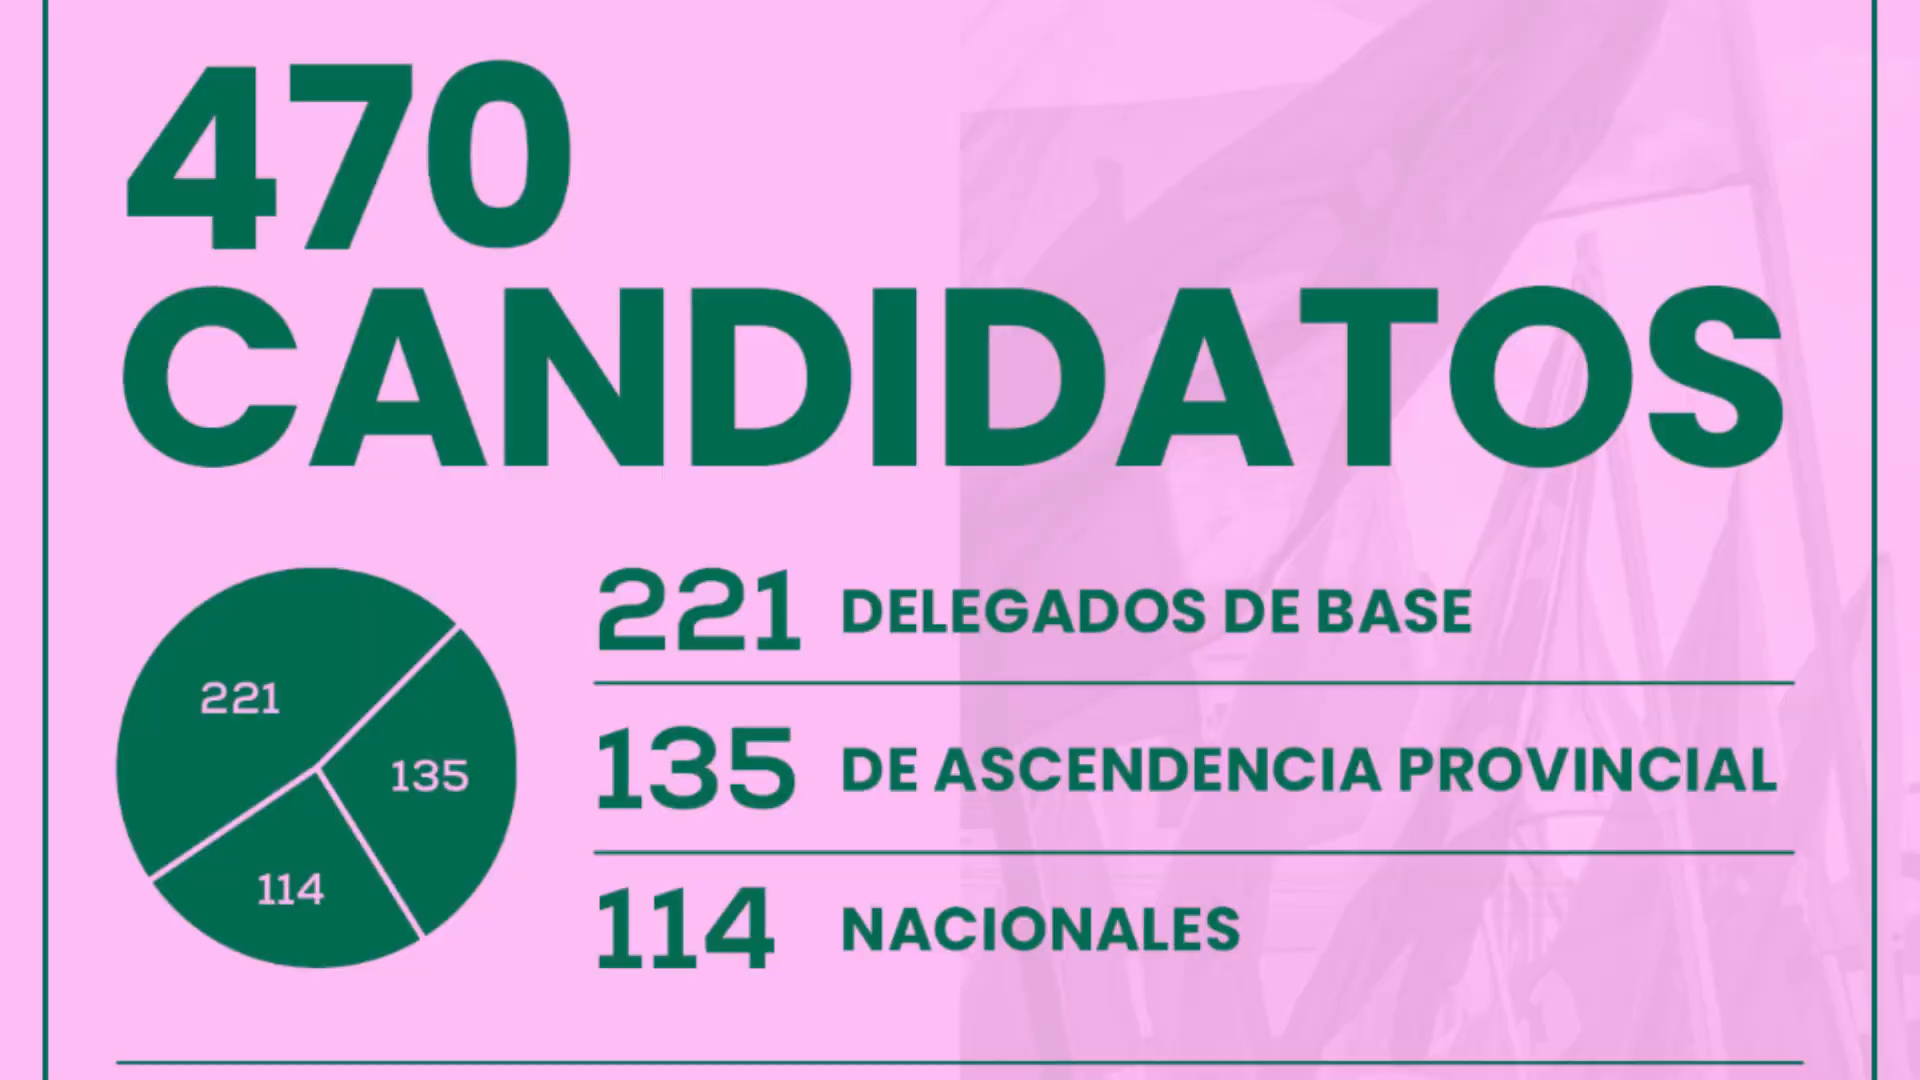 470
CANDIDATOS
221 DELEGADOS DE BASE
135 DE ASCENDENCIA PROVINCIAL
114 NACIONALES
221
135
114